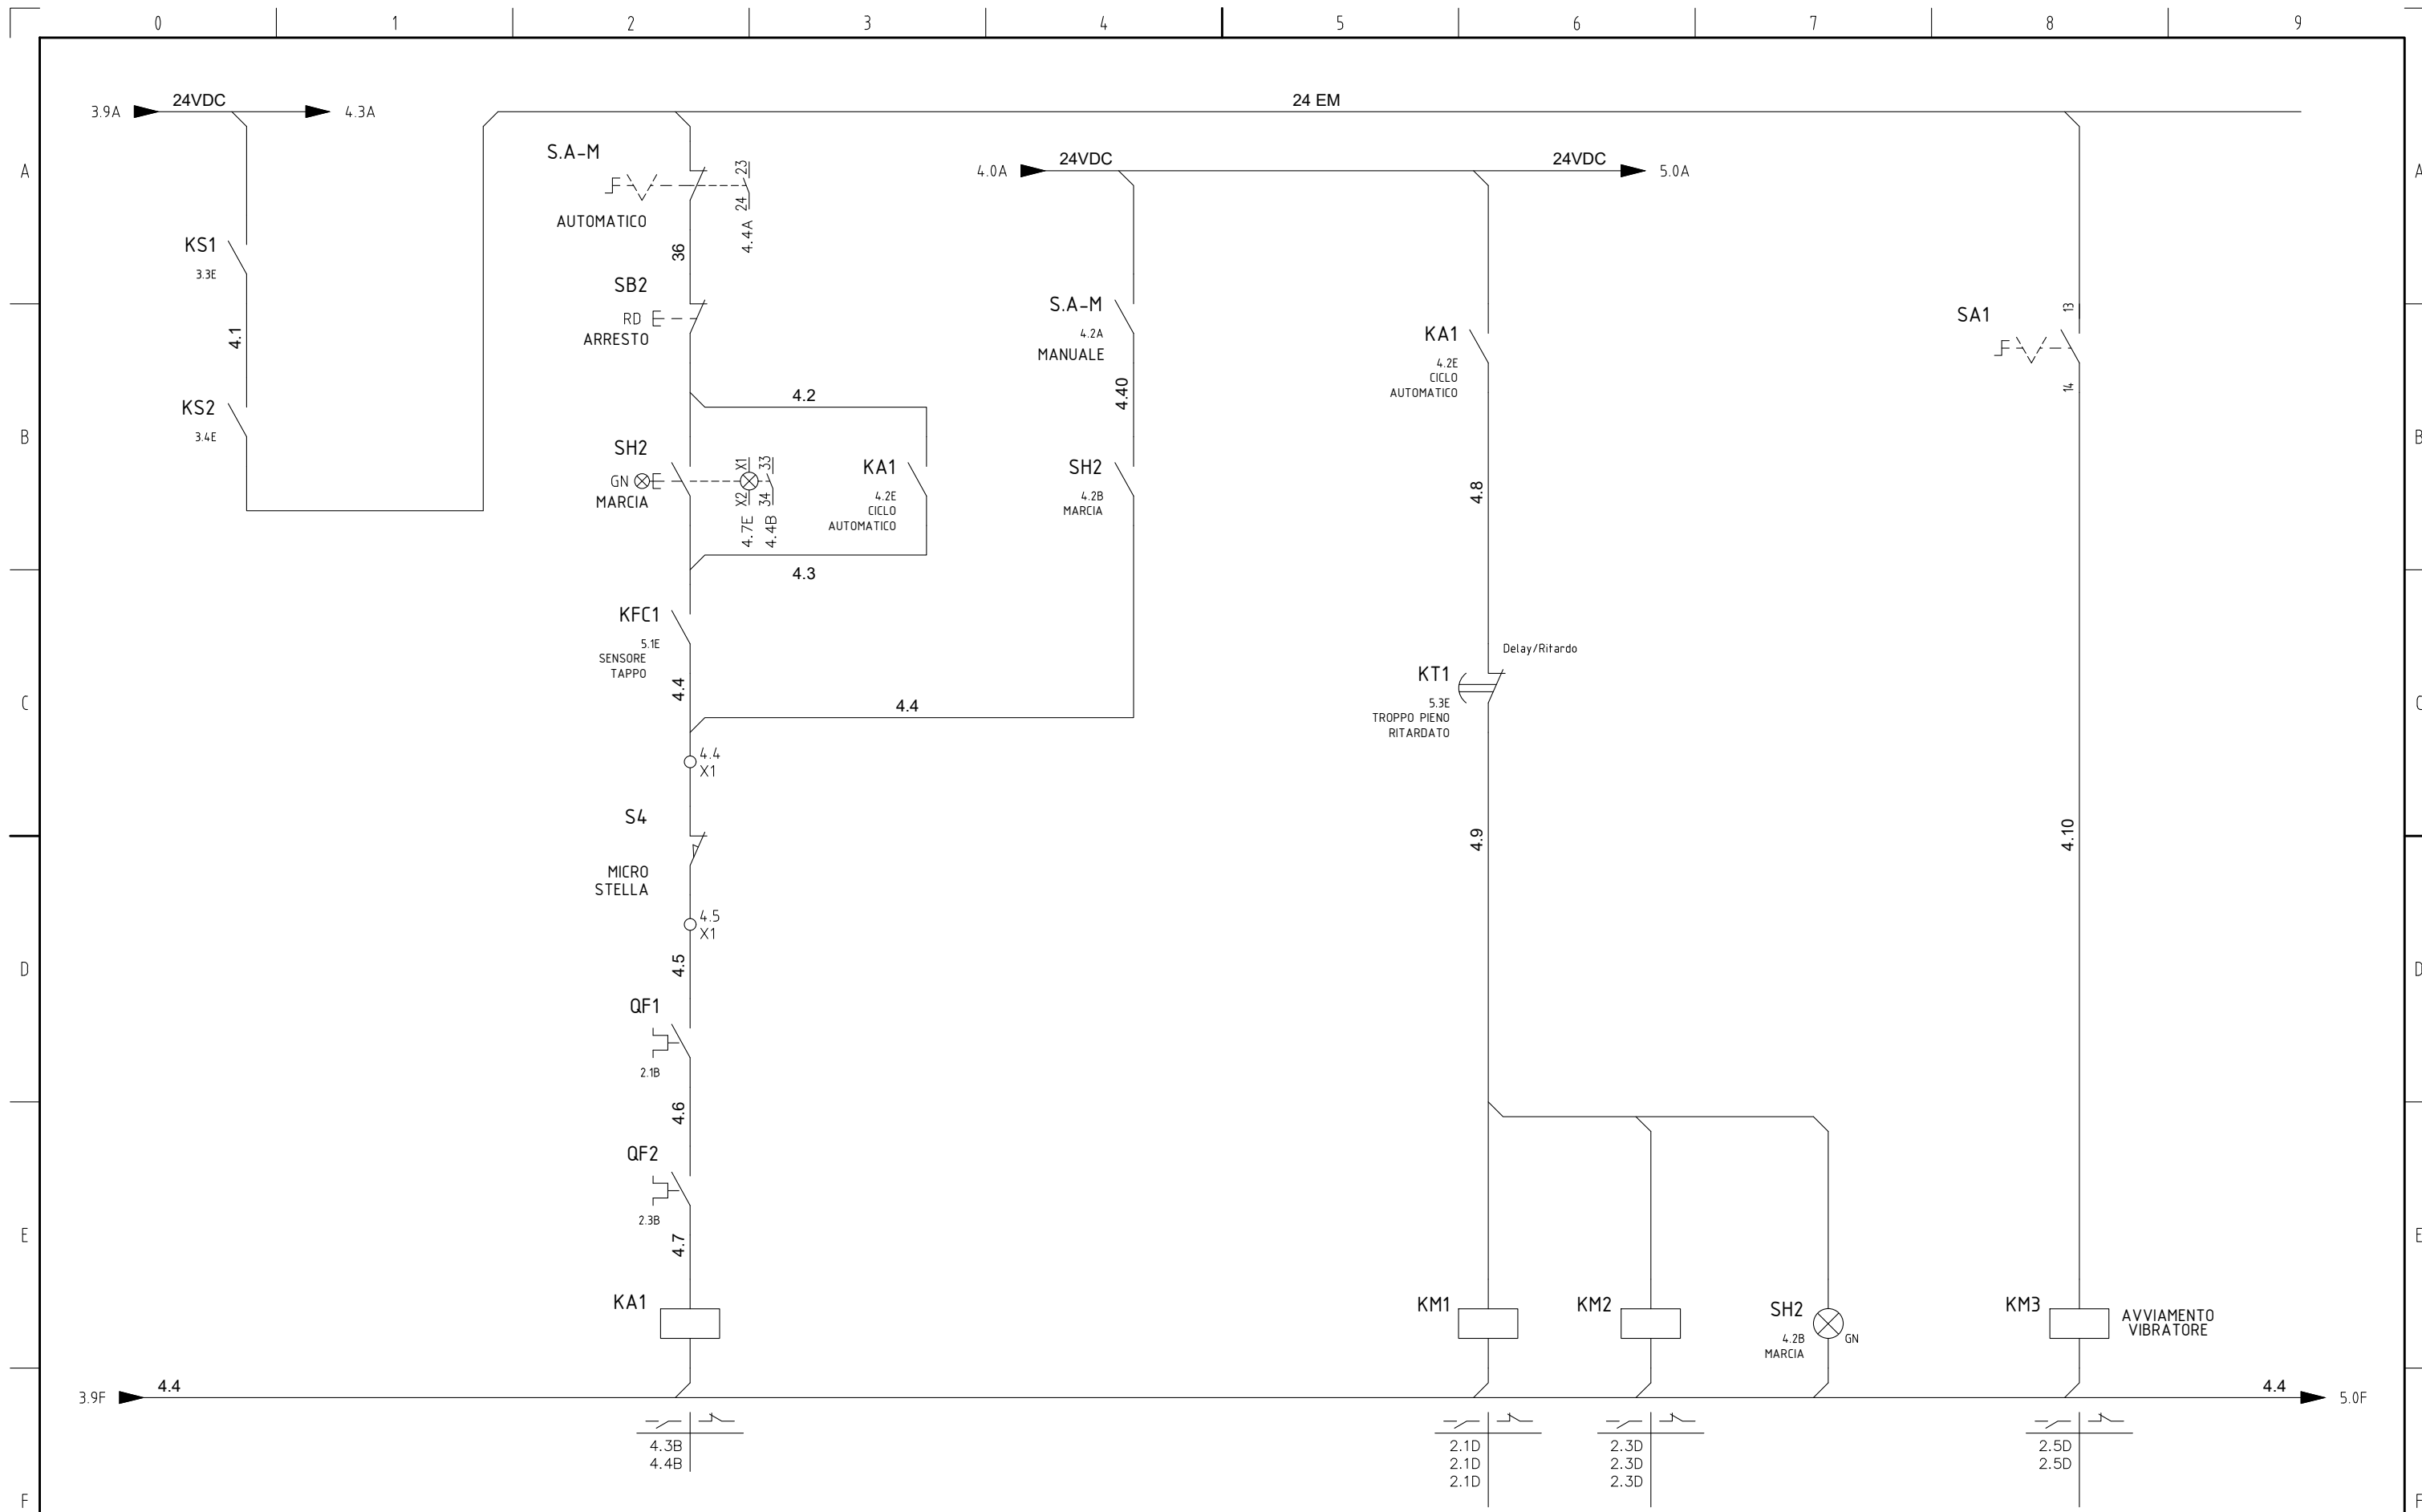 0 1 2 3 4 5 6 7 8 9
3.9A 24VDC 4.3A
24 EM
A
A
S.A-M
AUTOMATICO
23
24
4.4A
36
4.0A 24VDC 24VDC 5.0A
KS1
3.3E
4.1
KS2
3.4E
SB2
RD
ARRESTO
4.2
SH2
GN
MARCIA
X1
X2
4.7E
33
34
4.4B
KA1
4.2E
CICLO
AUTOMATICO
4.3
S.A-M
4.2A
MANUALE
4.40
SH2
4.2B
MARCIA
KA1
4.2E
CICLO
AUTOMATICO
4.8
SA1
13
14
B
B
KFC1
5.1E
SENSORE
TAPPO
4.4
4.4
4.4
X1
Delay/Ritardo
KT1
5.3E
TROPPO PIENO
RITARDATO
C
C
S4
MICRO
STELLA
4.5
X1
4.5
4.9
4.10
D
D
QF1
2.1B
4.6
QF2
2.3B
4.7
E
E
KA1
KM1
KM2
SH2
4.2B
MARCIA
GN
KM3
AVVIAMENTO
VIBRATORE
3.9F 4.4 4.4 5.0F
4.3B
4.4B
2.1D
2.1D
2.1D
2.3D
2.3D
2.3D
2.5D
2.5D
F
F